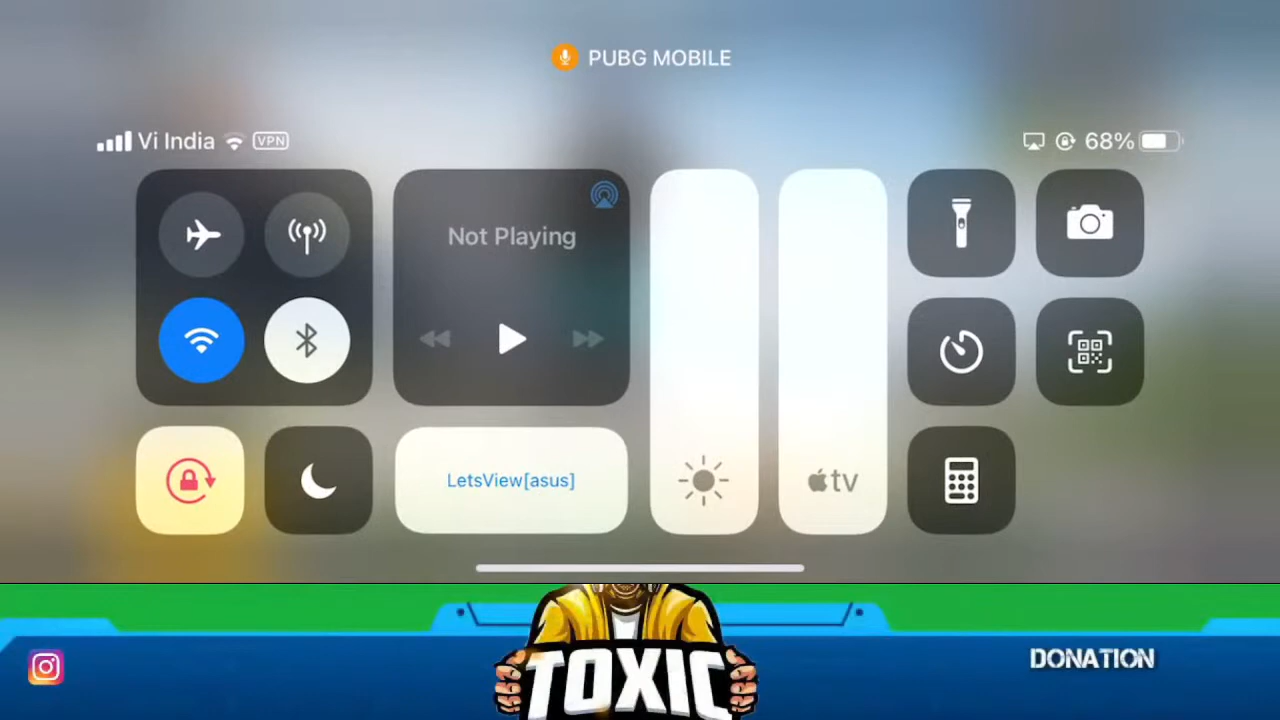 PUBG MOBILE
Vi India VPN
68%
Not Playing
LetsView[asus]
tv
TOXIC
DONATION